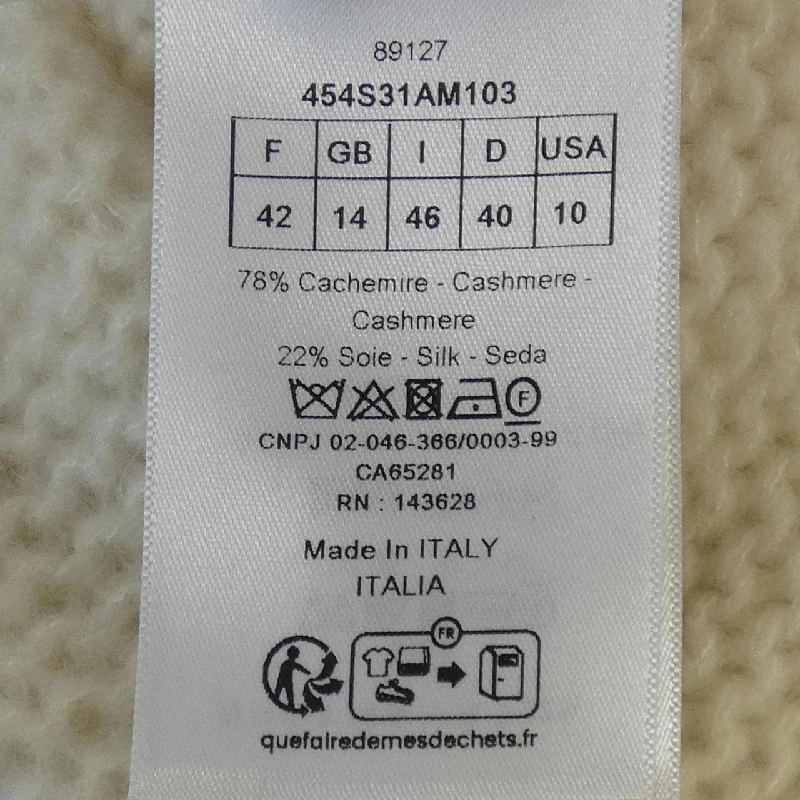 89127
454S31AM103
F GB I D USA
42 14 46 40 10
78% Cachemire - Cashmere -
Cashmere
22% Soie - Silk - Seda
F
CNPJ 02-046-366/0003-99
CA65281
RN : 143628
Made In ITALY
ITALIA
FR
quefairedemesdechets.fr